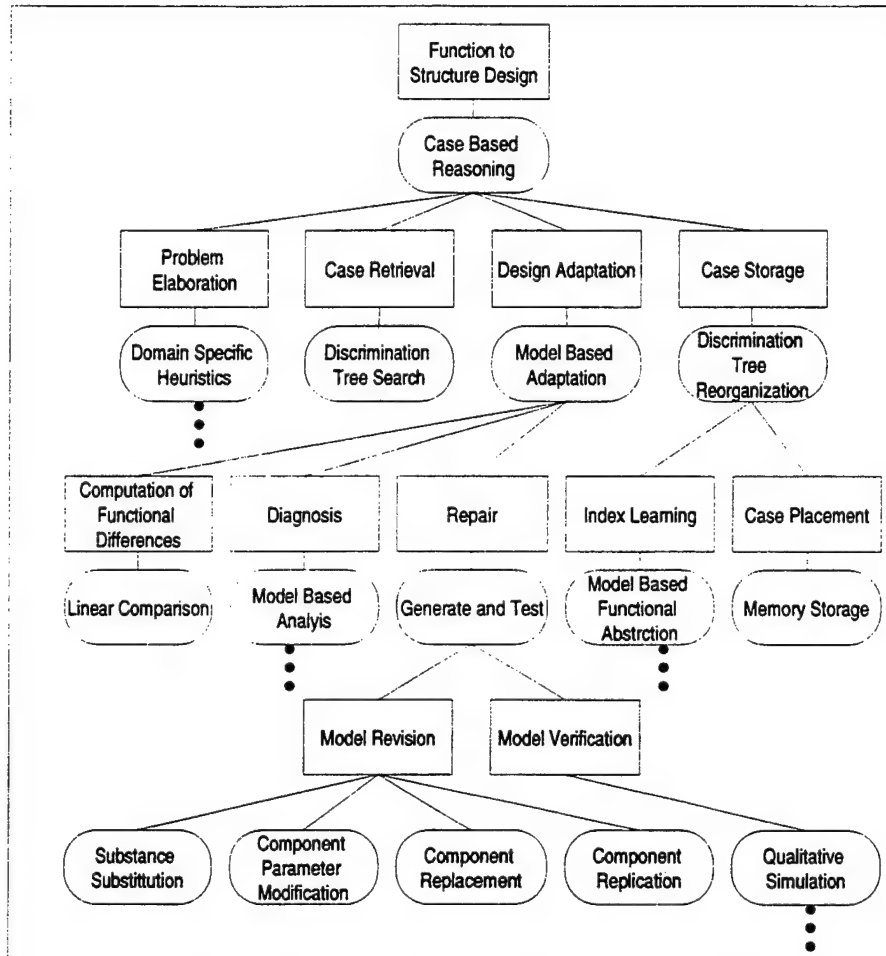 Function to
Structure Design
Case Based
Reasoning
Problem
Elaboration
Case Retrieval
Design Adaptation
Case Storage
Domain Specific
Heuristics
Discrimination
Tree Search
Model Based
Adaptation
Discrimination
Tree
Reorganization
Computation of
Functional
Differences
Diagnosis
Repair
Index Learning
Case Placement
Linear Comparison
Model Based
Analyis
Generate and Test
Model Based
Functional
Abstrction
Memory Storage
Model Revision
Model Verification
Substance
Substittution
Component
Parameter
Modification
Component
Replacement
Component
Replication
Qualitative
Simulation